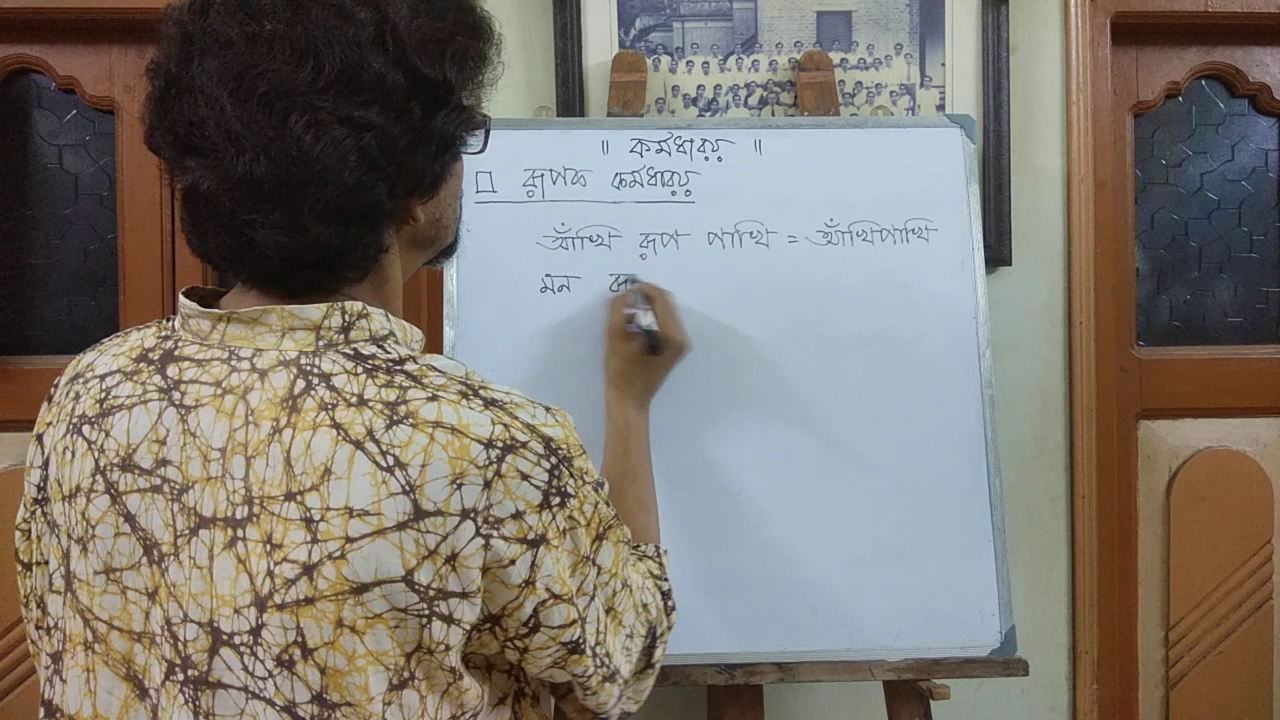 ॥ কর্মধারয় ॥
□ রূপক কর্মধারয়
আঁখি রূপ পাখি = আঁখিপাখি
মন রূ